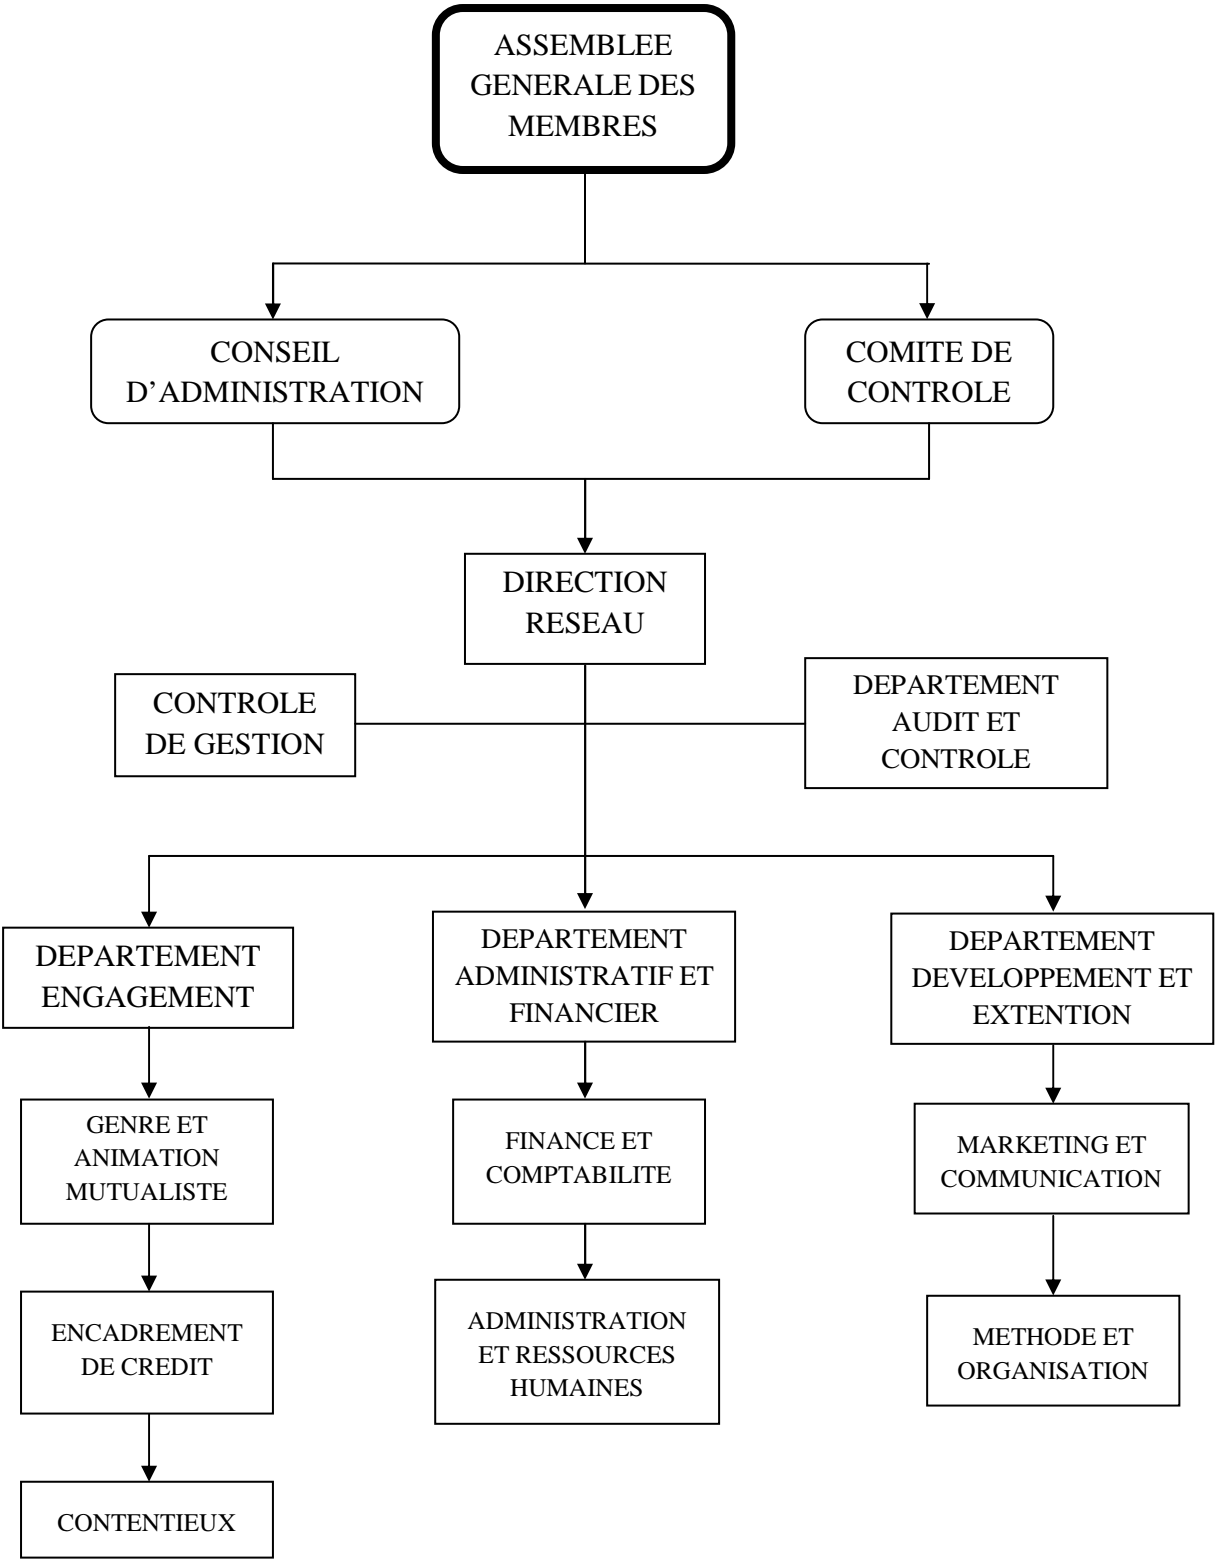 ASSEMBLEE
GENERALE DES
MEMBRES
CONSEIL
D’ADMINISTRATION
COMITE DE
CONTROLE
DIRECTION
RESEAU
CONTROLE
DE GESTION
DEPARTEMENT
AUDIT ET
CONTROLE
DEPARTEMENT
ENGAGEMENT
DEPARTEMENT
ADMINISTRATIF ET
FINANCIER
DEPARTEMENT
DEVELOPPEMENT ET
EXTENTION
GENRE ET
ANIMATION
MUTUALISTE
FINANCE ET
COMPTABILITE
MARKETING ET
COMMUNICATION
ENCADREMENT
DE CREDIT
ADMINISTRATION
ET RESSOURCES
HUMAINES
METHODE ET
ORGANISATION
CONTENTIEUX